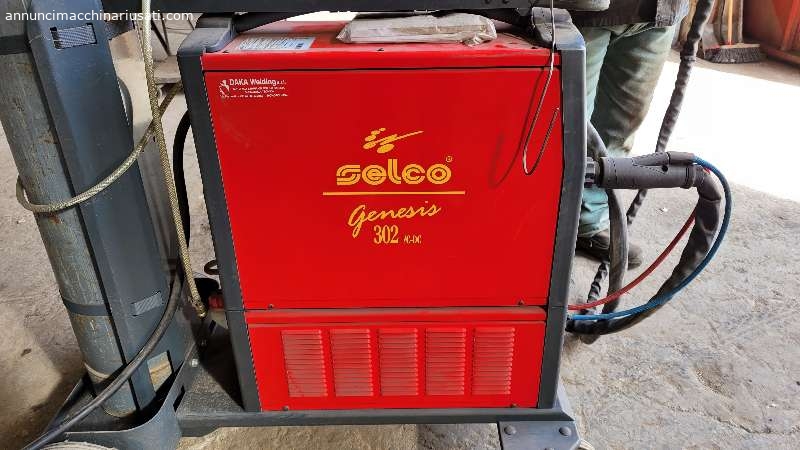 annuncimacchinariusati.com
DAKA Welding s.r.l.
selco®
genesis
302 AC-DC